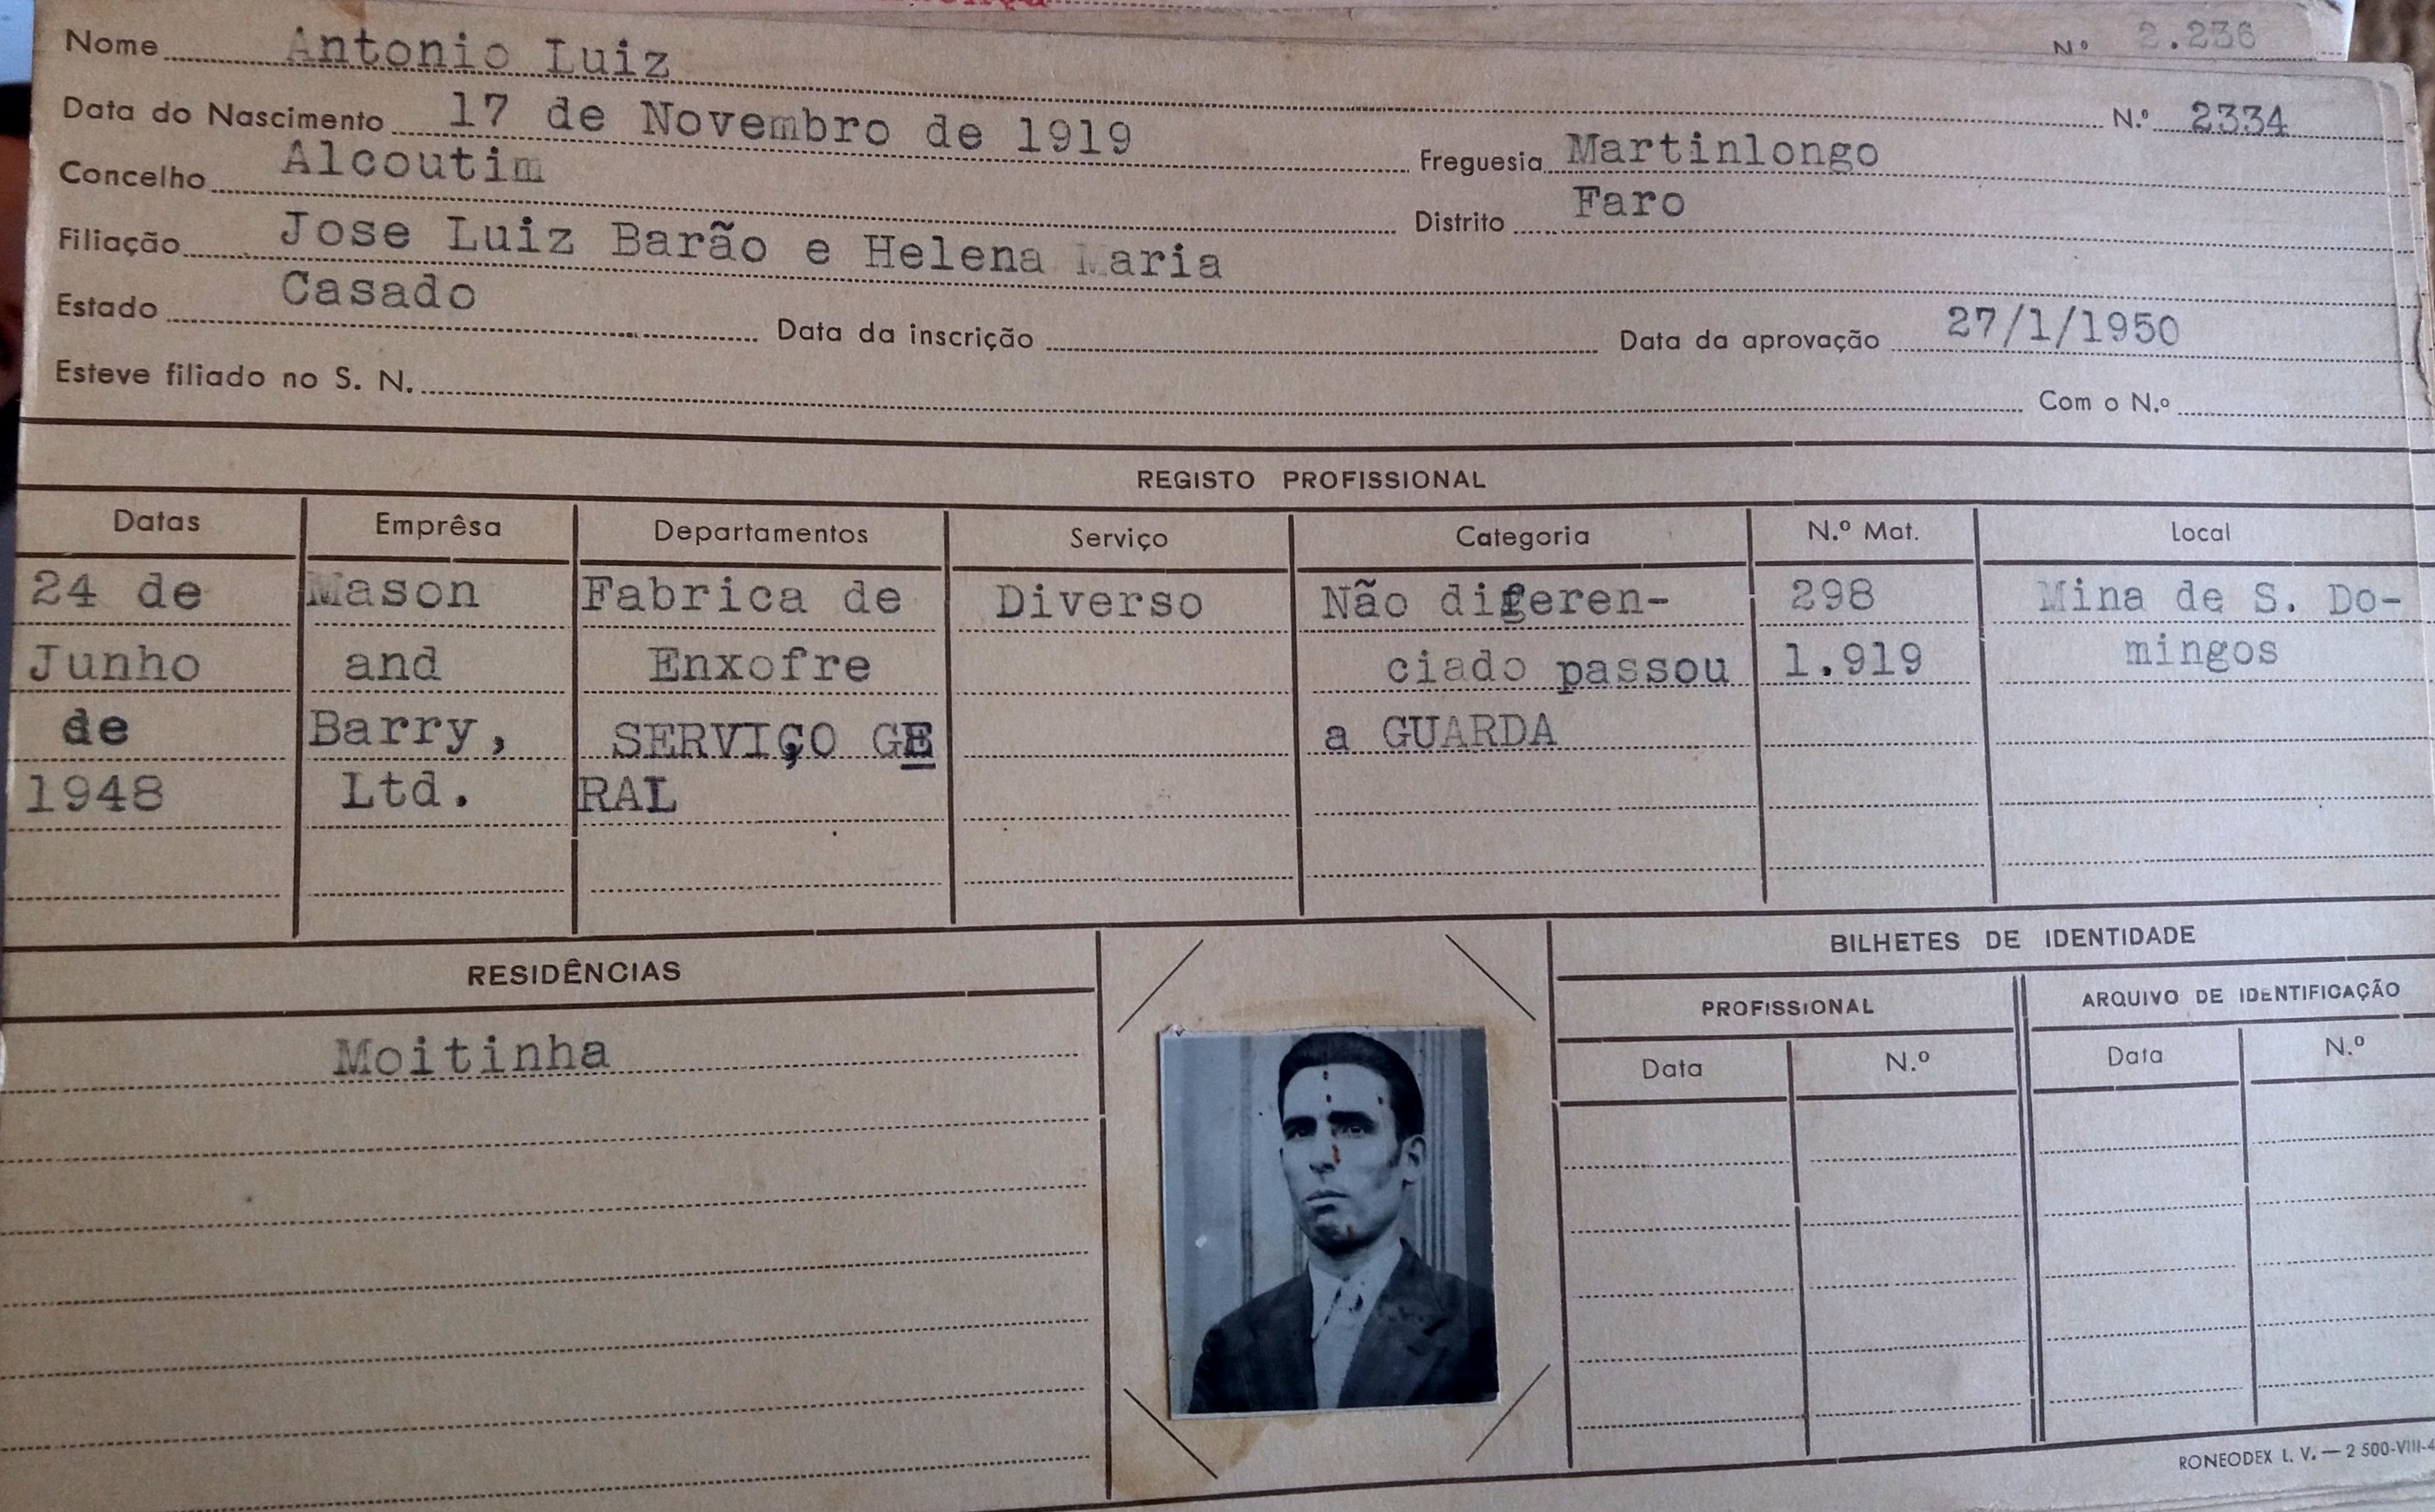 Nº 2.236
Nome Antonio Luiz N.º 2334
Data do Nascimento 17 de Novembro de 1919 Freguesia Martinlongo
Concelho Alcoutim Distrito Faro
Filiação Jose Luiz Barão e Helena Maria
Estado Casado Data da inscrição Data da aprovação 27/1/1950
Esteve filiado no S. N. Com o N.º
REGISTO PROFISSIONAL
Datas Emprêsa Departamentos Serviço Categoria N.º Mat. Local
24 de Mason Fabrica de Diverso Não diferen- 298 Mina de S. Do-
Junho and Enxofre ciado passou 1.919 mingos
de Barry, SERVIÇO GE a GUARDA
1948 Ltd. RAL
RESIDÊNCIAS
Moitinha
BILHETES DE IDENTIDADE
PROFISSIONAL ARQUIVO DE IDENTIFICAÇÃO
Data N.º Data N.º
RONEODEX L. V. — 2 500-VIII-4